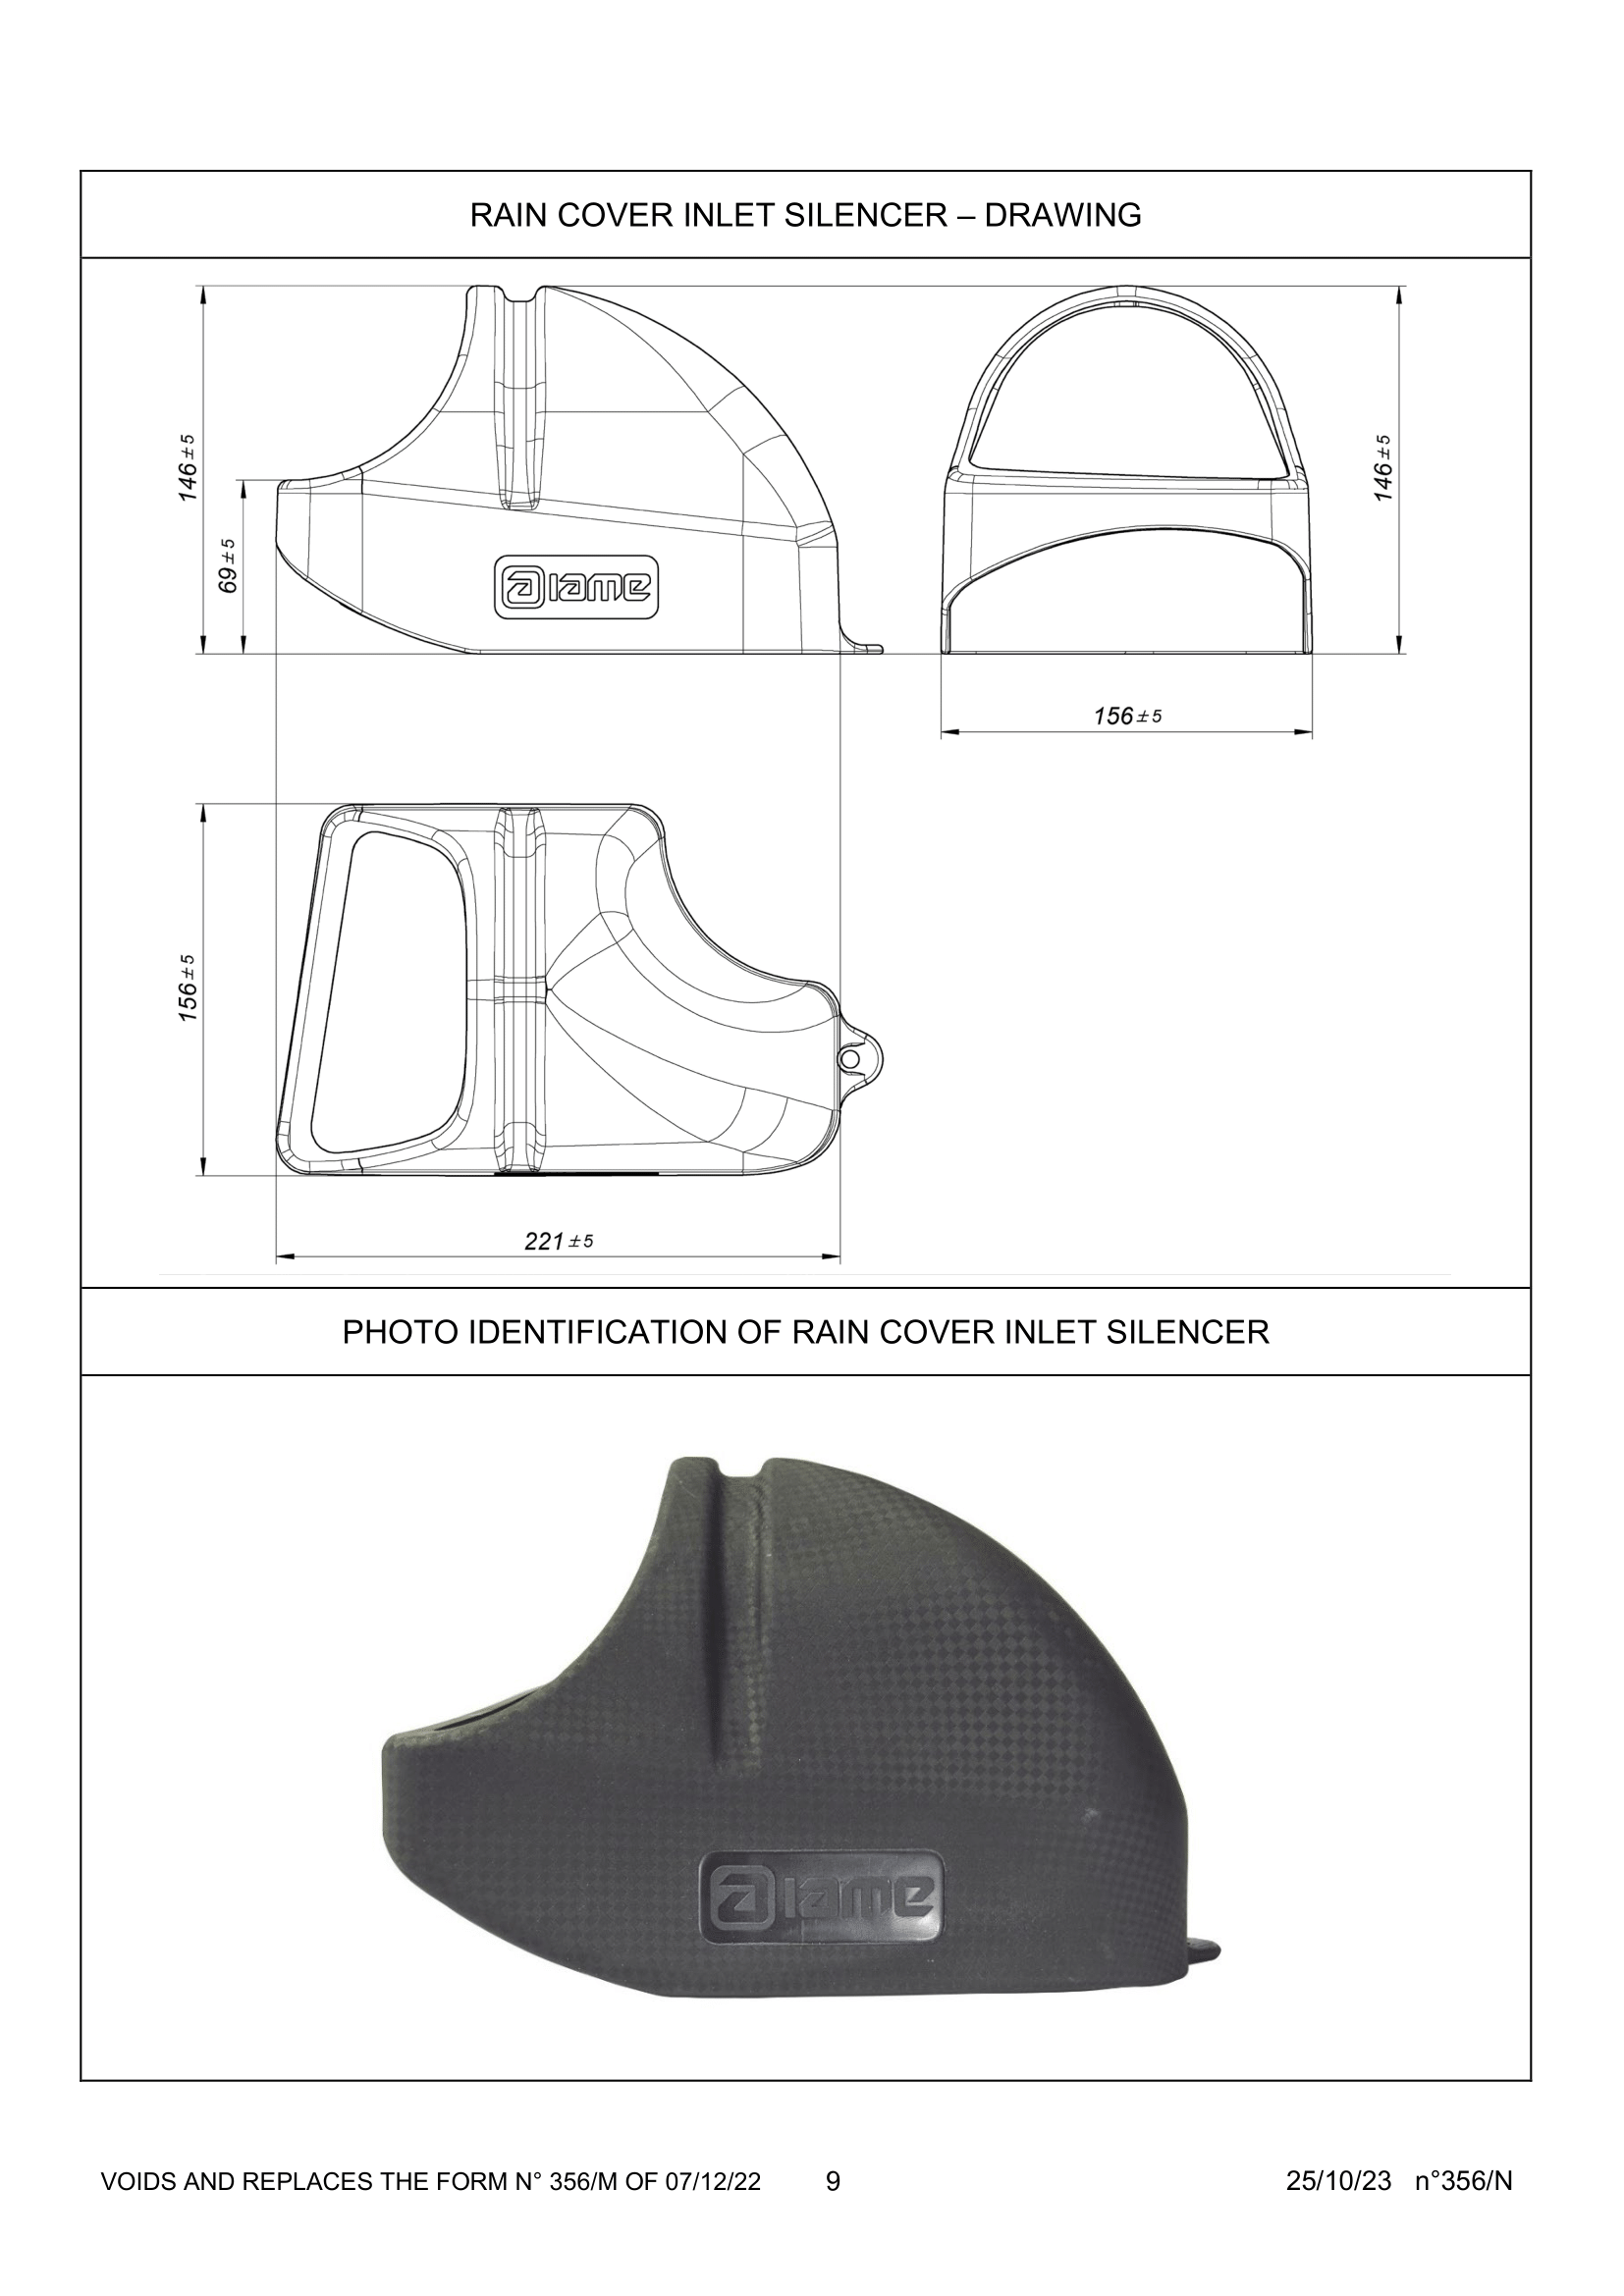 RAIN COVER INLET SILENCER – DRAWING
146±5
69±5
146±5
iame
156±5
156±5
221±5
PHOTO IDENTIFICATION OF RAIN COVER INLET SILENCER
iame
VOIDS AND REPLACES THE FORM N° 356/M OF 07/12/22 9 25/10/23 n°356/N